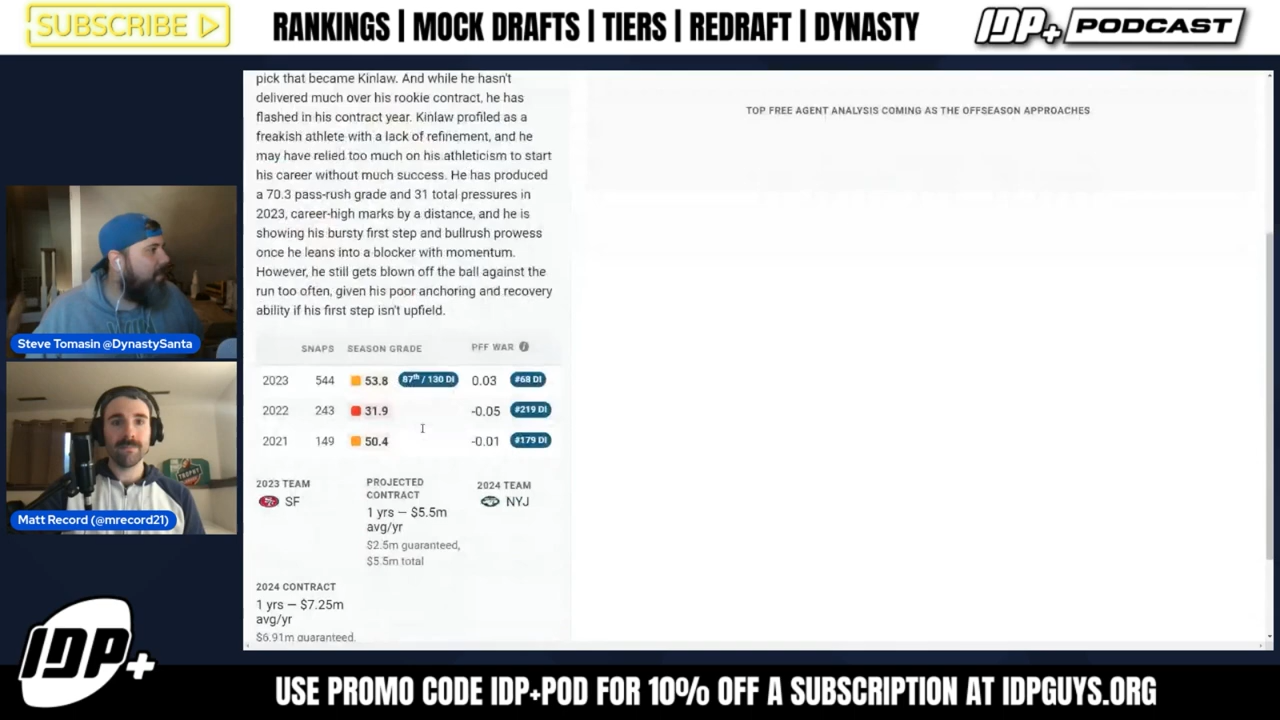 SUBSCRIBE
RANKINGS | MOCK DRAFTS | TIERS | REDRAFT | DYNASTY
IDP+ PODCAST
pick that became Kinlaw. And while he hasn't
delivered much over his rookie contract, he has
flashed in his contract year. Kinlaw profiled as a
freakish athlete with a lack of refinement, and he
may have relied too much on his athleticism to start
his career without much success. He has produced
a 70.3 pass-rush grade and 31 total pressures in
2023, career-high marks by a distance, and he is
showing his bursty first step and bullrush prowess
once he leans into a blocker with momentum.
However, he still gets blown off the ball against the
run too often, given his poor anchoring and recovery
ability if his first step isn't upfield.
TOP FREE AGENT ANALYSIS COMING AS THE OFFSEASON APPROACHES
SNAPS SEASON GRADE PFF WAR
2023 544 53.8 87th / 130 DI 0.03 #68 DI
2022 243 31.9 -0.05 #219 DI
2021 149 50.4 -0.01 #179 DI
2023 TEAM
SF
PROJECTED
CONTRACT
1 yrs — $5.5m
avg/yr
$2.5m guaranteed,
$5.5m total
2024 TEAM
NYJ
2024 CONTRACT
1 yrs — $7.25m
avg/yr
$6.91m guaranteed,
Steve Tomasin @DynastySanta
Matt Record (@mrecord21)
IDP+
USE PROMO CODE IDP+POD FOR 10% OFF A SUBSCRIPTION AT IDPGUYS.ORG